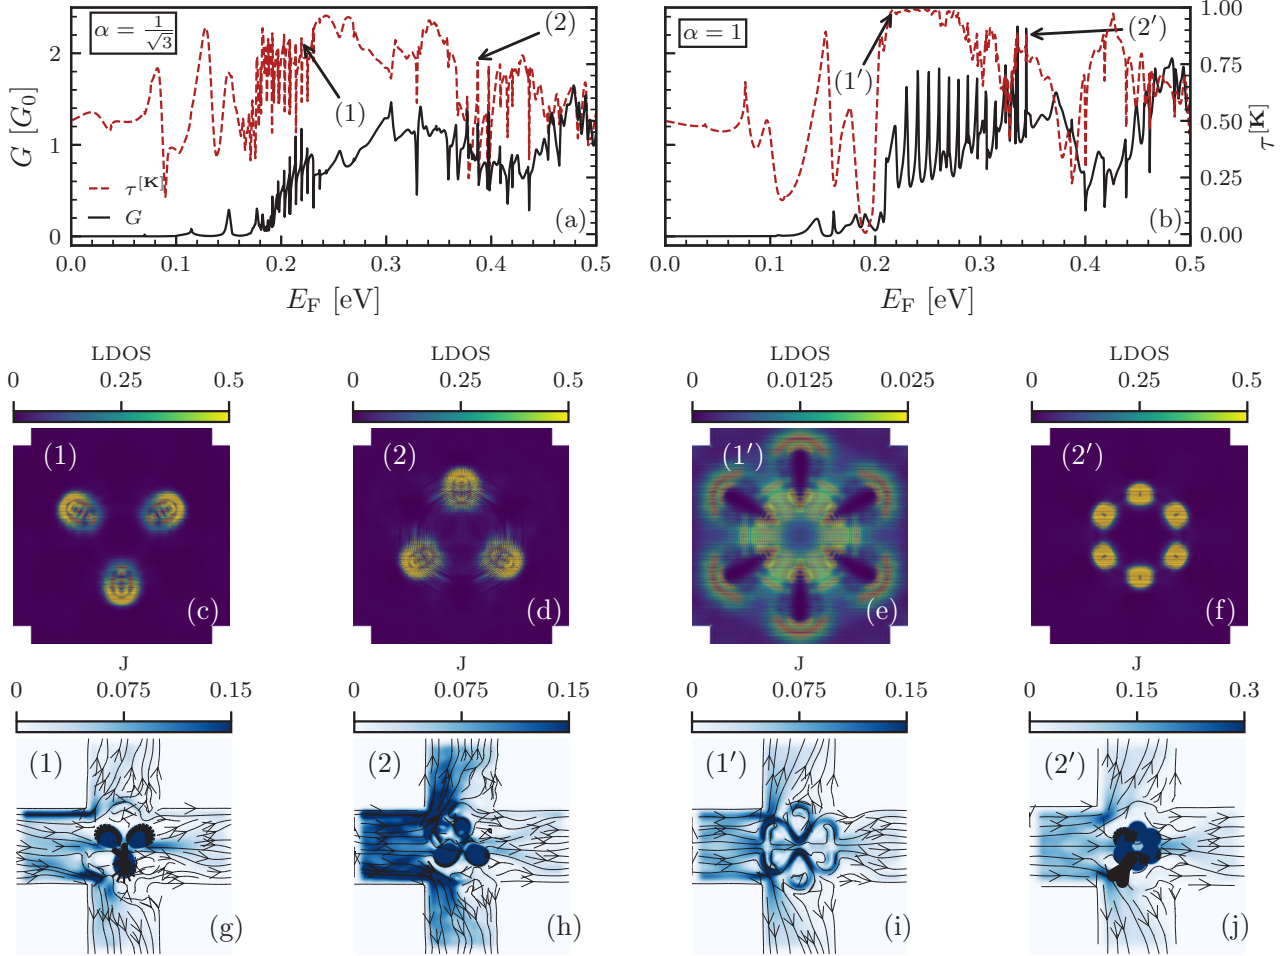 α = 1/√3
(2)
(1)
(a)
τ[K]
G
G [G0]
2
1
0
0.0 0.1 0.2 0.3 0.4 0.5
EF [eV]
α = 1
(1′)
(2′)
(b)
1.00
0.75
0.50
0.25
0.00
τ[K]
0.0 0.1 0.2 0.3 0.4 0.5
EF [eV]
LDOS LDOS LDOS LDOS
0 0.25 0.5 0 0.25 0.5 0 0.0125 0.025 0 0.25 0.5
(1) (2) (1′) (2′)
(c) (d) (e) (f)
J J J J
0 0.075 0.15 0 0.075 0.15 0 0.075 0.15 0 0.15 0.3
(1) (2) (1′) (2′)
(g) (h) (i) (j)